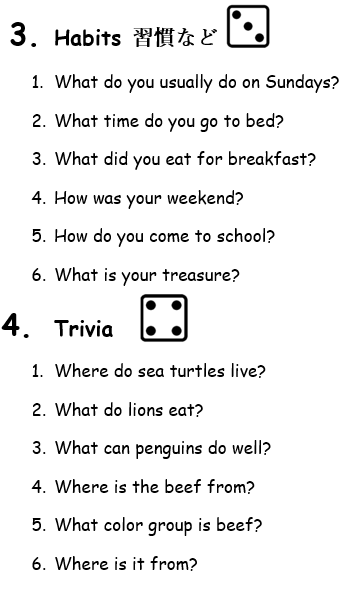 3. Habits 習慣など
1. What do you usually do on Sundays?
2. What time do you go to bed?
3. What did you eat for breakfast?
4. How was your weekend?
5. How do you come to school?
6. What is your treasure?
4. Trivia
1. Where do sea turtles live?
2. What do lions eat?
3. What can penguins do well?
4. Where is the beef from?
5. What color group is beef?
6. Where is it from?